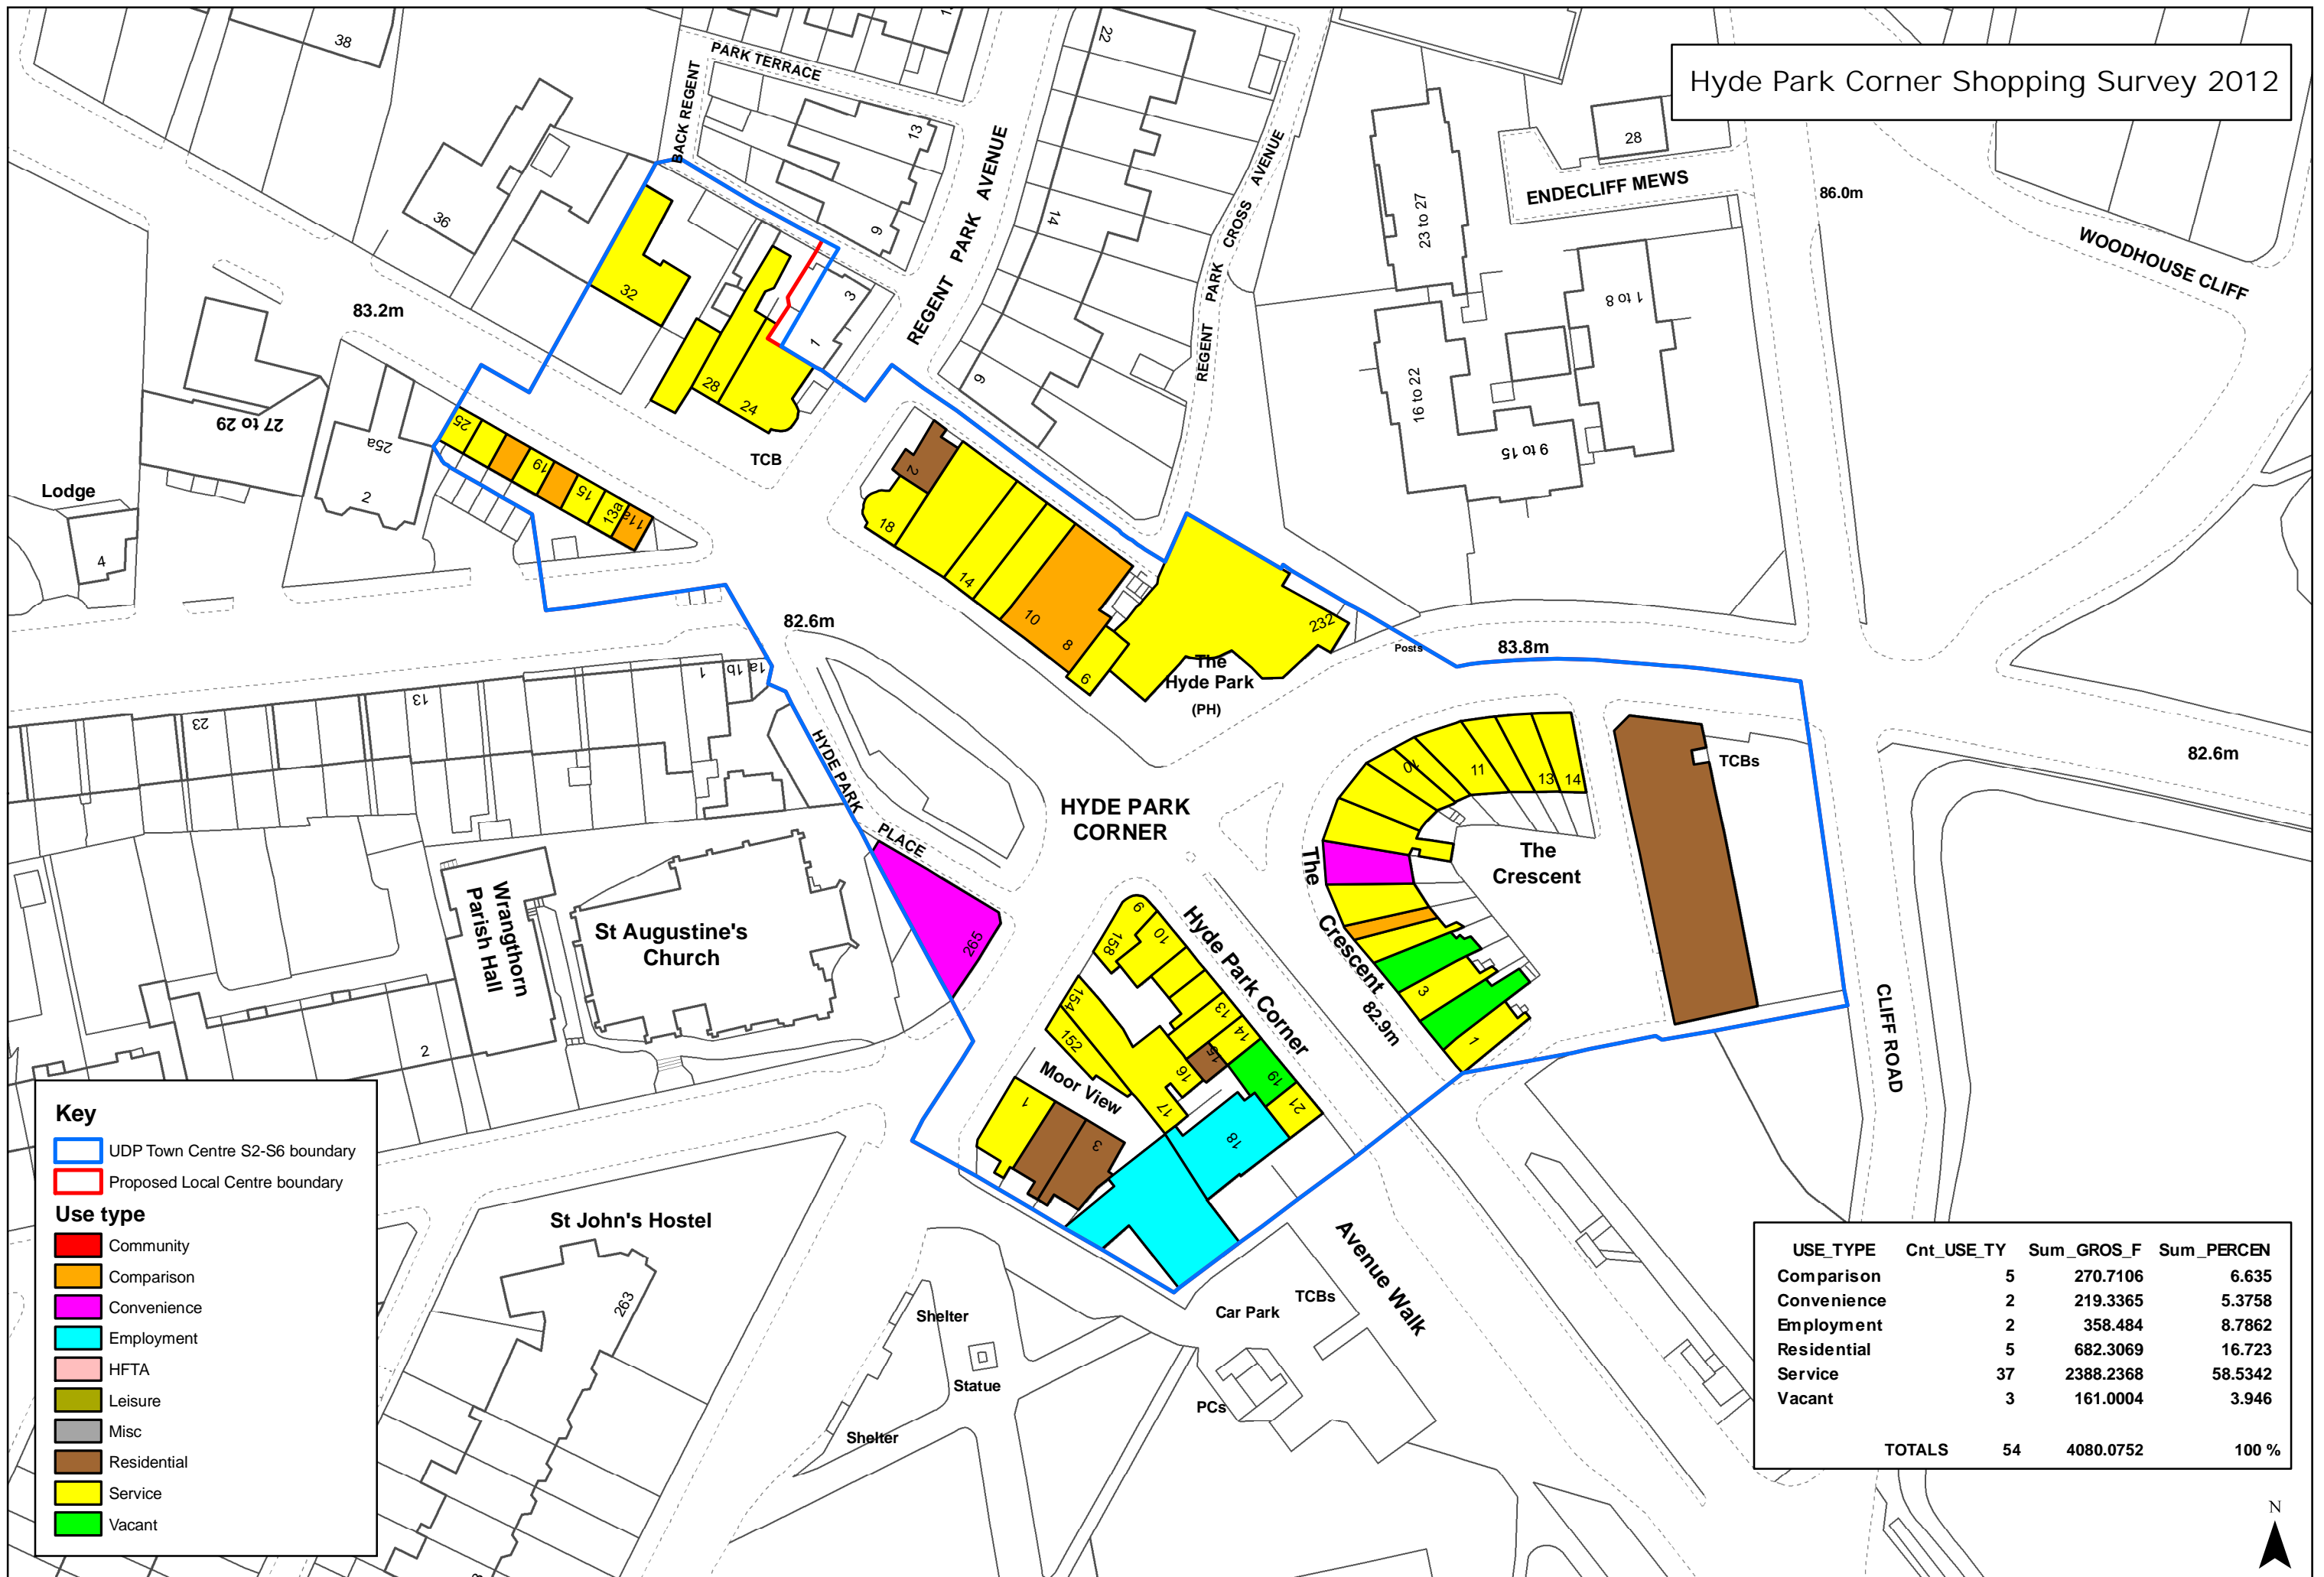 Hyde Park Corner Shopping Survey 2012
38
PARK TERRACE
BACK REGENT
13
9
22
REGENT PARK AVENUE
14
6
REGENT PARK CROSS AVENUE
23 to 27
28
ENDECLIFF MEWS
86.0m
WOODHOUSE CLIFF
1 to 8
16 to 22
9 to 15
36
32
83.2m
3
1
28
24
TCB
27 to 29
25a
2
Lodge
4
25
19
15
13a
11a
2
18
14
10
8
6
232
The
Hyde Park
(PH)
Posts
83.8m
82.6m
82.6m
1
1b
1a
13
23
HYDE PARK
PLACE
HYDE PARK
CORNER
Wrangthorn
Parish Hall
St Augustine's
Church
2
265
The
Crescent
10
11
13
14
The
Crescent
3
1
82.9m
TCBs
CLIFF ROAD
Hyde Park Corner
9
158
10
154
152
13
14
15
16
17
19
21
18
Moor View
1
3
Avenue Walk
St John's Hostel
263
Shelter
Shelter
Statue
Car Park
TCBs
PCs
Key
UDP Town Centre S2-S6 boundary
Proposed Local Centre boundary
Use type
Community
Comparison
Convenience
Employment
HFTA
Leisure
Misc
Residential
Service
Vacant
USE_TYPE Cnt_USE_TY Sum_GROS_F Sum_PERCEN
Comparison 5 270.7106 6.635
Convenience 2 219.3365 5.3758
Employment 2 358.484 8.7862
Residential 5 682.3069 16.723
Service 37 2388.2368 58.5342
Vacant 3 161.0004 3.946
TOTALS 54 4080.0752 100 %
N